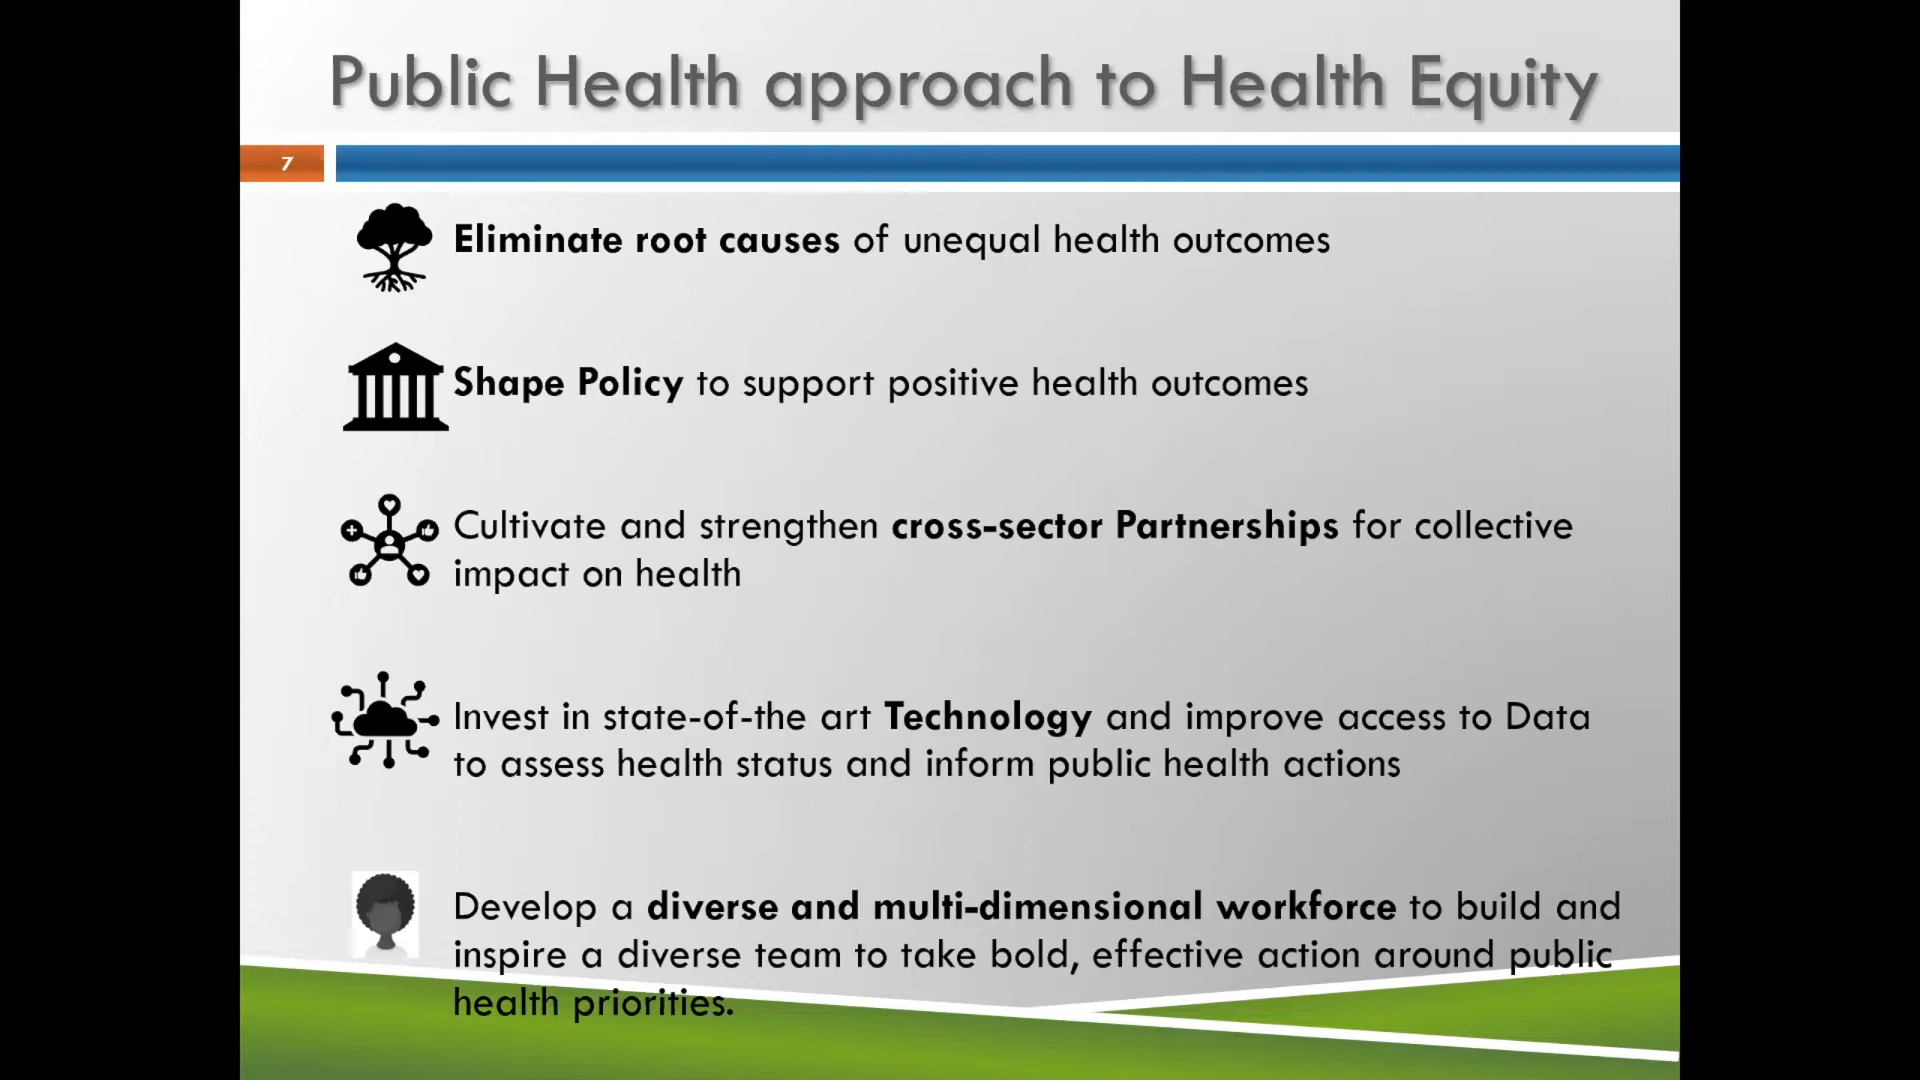 Public Health approach to Health Equity
7
Eliminate root causes of unequal health outcomes
Shape Policy to support positive health outcomes
Cultivate and strengthen cross-sector Partnerships for collective
impact on health
Invest in state-of-the art Technology and improve access to Data
to assess health status and inform public health actions
Develop a diverse and multi-dimensional workforce to build and
inspire a diverse team to take bold, effective action around public
health priorities.